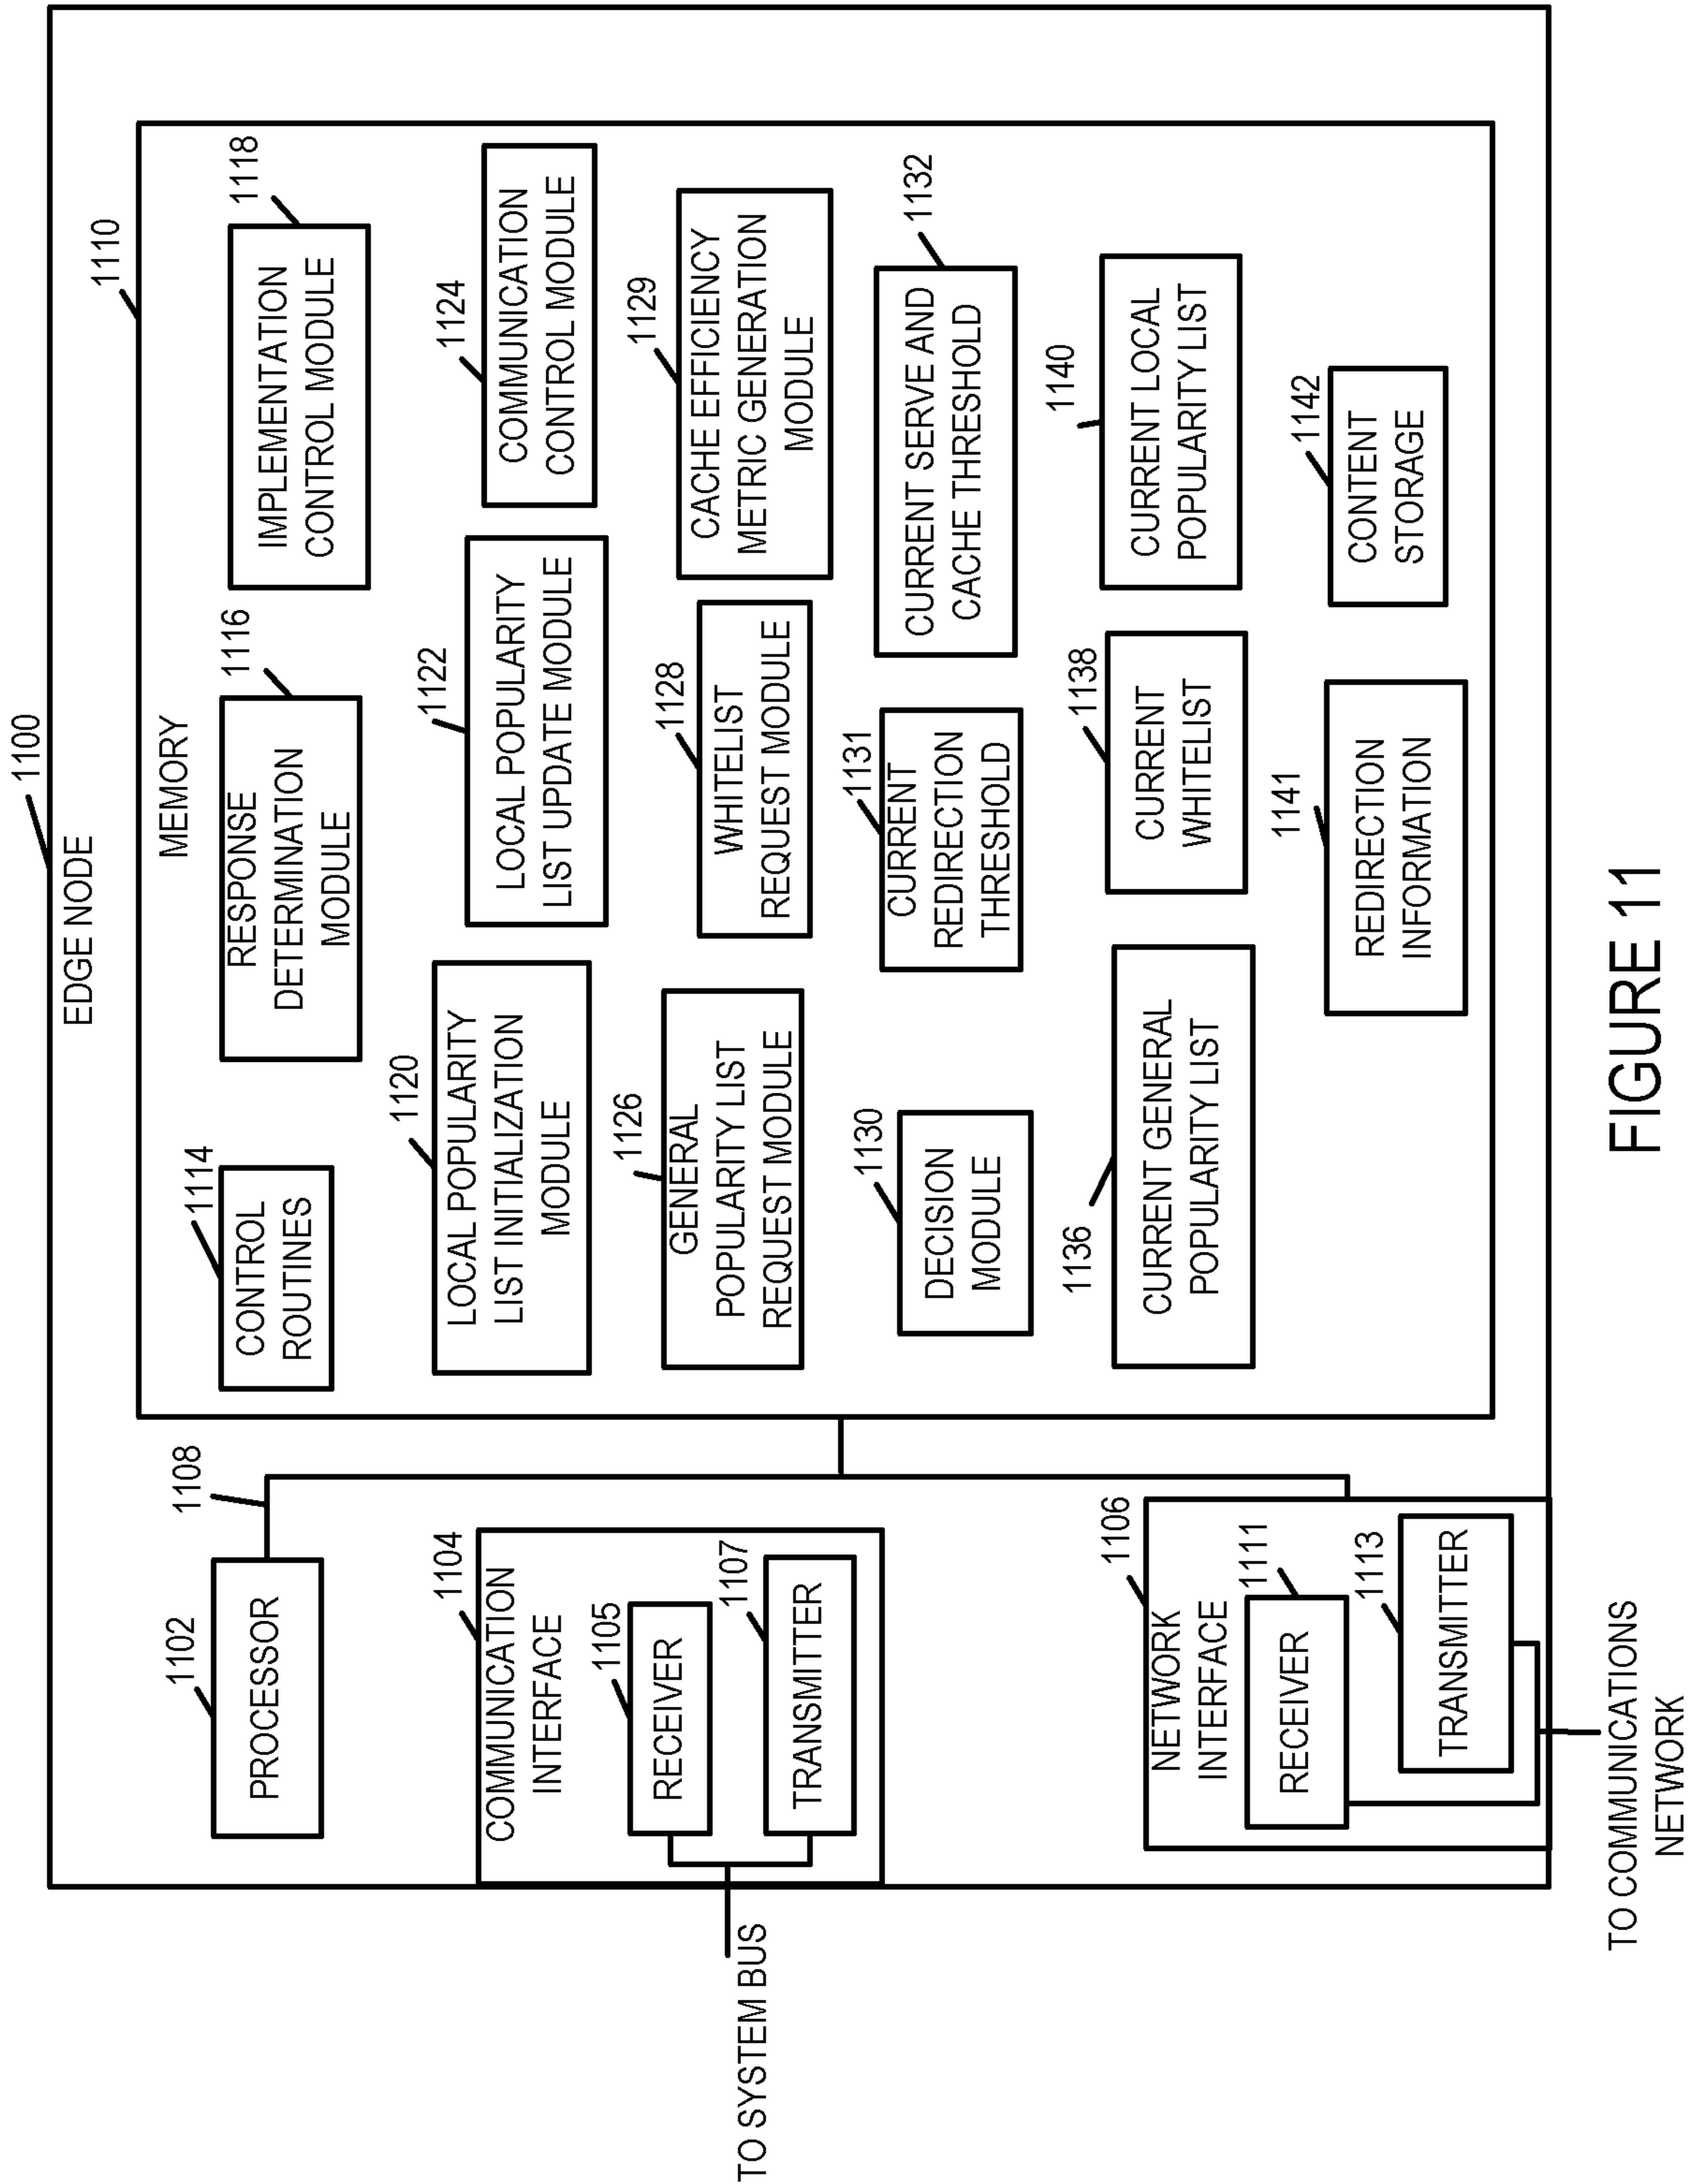 1100
EDGE NODE
1102
PROCESSOR
1108
1104
COMMUNICATION
INTERFACE
1105
RECEIVER
1107
TRANSMITTER
TO SYSTEM BUS
1106
NETWORK
INTERFACE
1111
RECEIVER
1113
TRANSMITTER
TO COMMUNICATIONS
NETWORK
1110
MEMORY
1114
CONTROL
ROUTINES
1116
RESPONSE
DETERMINATION
MODULE
1118
IMPLEMENTATION
CONTROL MODULE
1120
LOCAL POPULARITY
LIST INITIALIZATION
MODULE
1122
LOCAL POPULARITY
LIST UPDATE MODULE
1124
COMMUNICATION
CONTROL MODULE
1126
GENERAL
POPULARITY LIST
REQUEST MODULE
1128
WHITELIST
REQUEST MODULE
1129
CACHE EFFICIENCY
METRIC GENERATION
MODULE
1130
DECISION
MODULE
1131
CURRENT
REDIRECTION
THRESHOLD
1132
CURRENT SERVE AND
CACHE THRESHOLD
1136
CURRENT GENERAL
POPULARITY LIST
1138
CURRENT
WHITELIST
1140
CURRENT LOCAL
POPULARITY LIST
1141
REDIRECTION
INFORMATION
1142
CONTENT
STORAGE
FIGURE 11